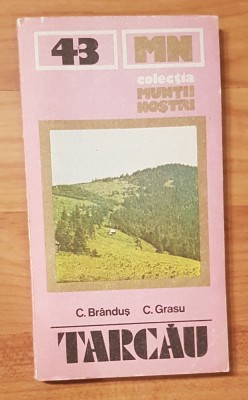 43 MN
colecția
MUNȚII
NOȘTRI
C. Brânduș C. Grasu
TARCĂU